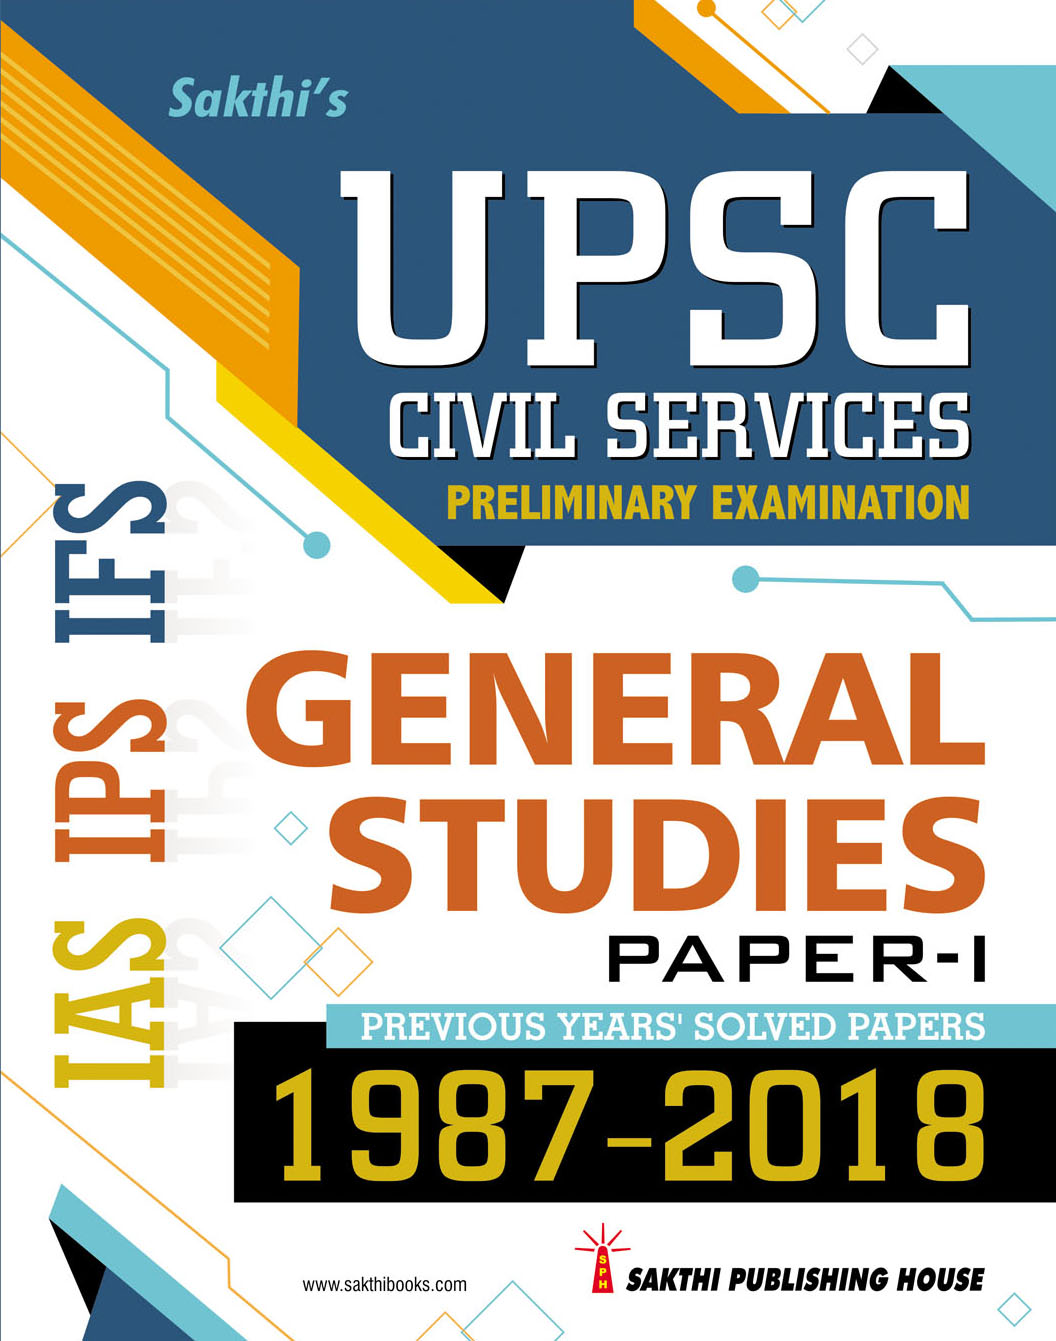 Sakthi's
UPSC
CIVIL SERVICES
PRELIMINARY EXAMINATION
IAS IPS IFS
GENERAL
STUDIES
PAPER-I
PREVIOUS YEARS' SOLVED PAPERS
1987-2018
www.sakthibooks.com
SPH
SAKTHI PUBLISHING HOUSE